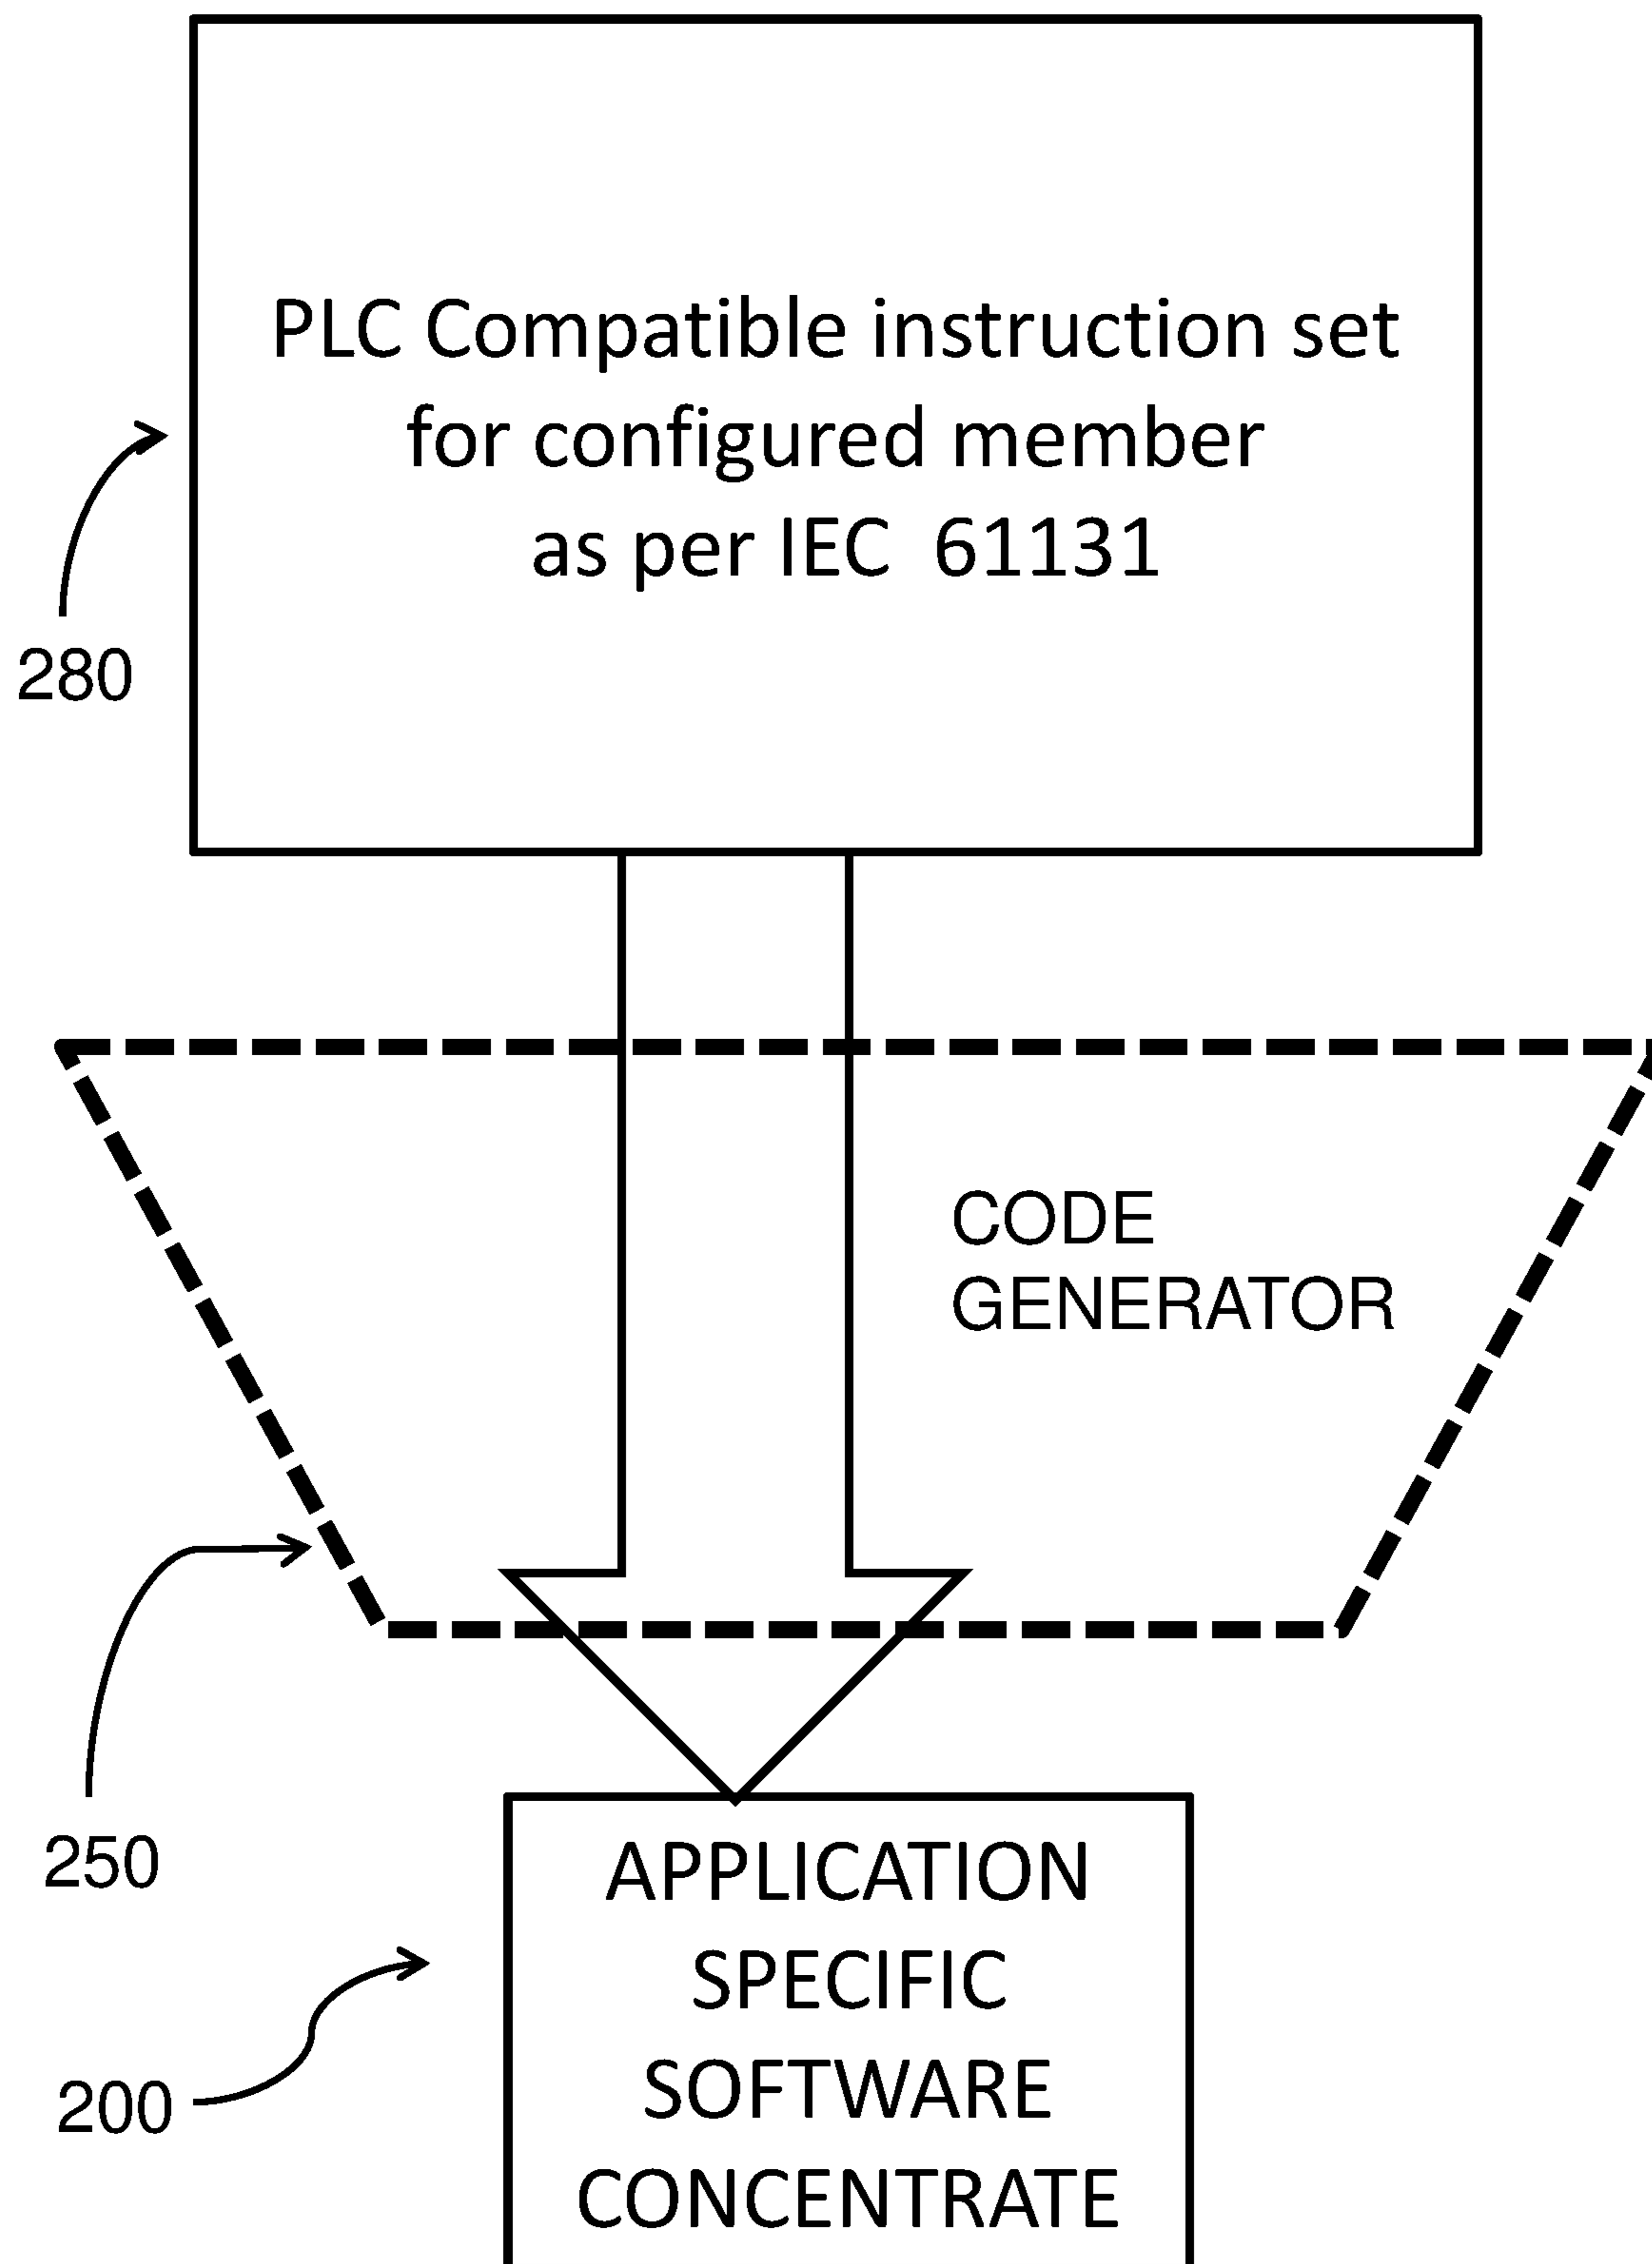 PLC Compatible instruction set
for configured member
as per IEC 61131
280
CODE
GENERATOR
250
APPLICATION
SPECIFIC
SOFTWARE
CONCENTRATE
200